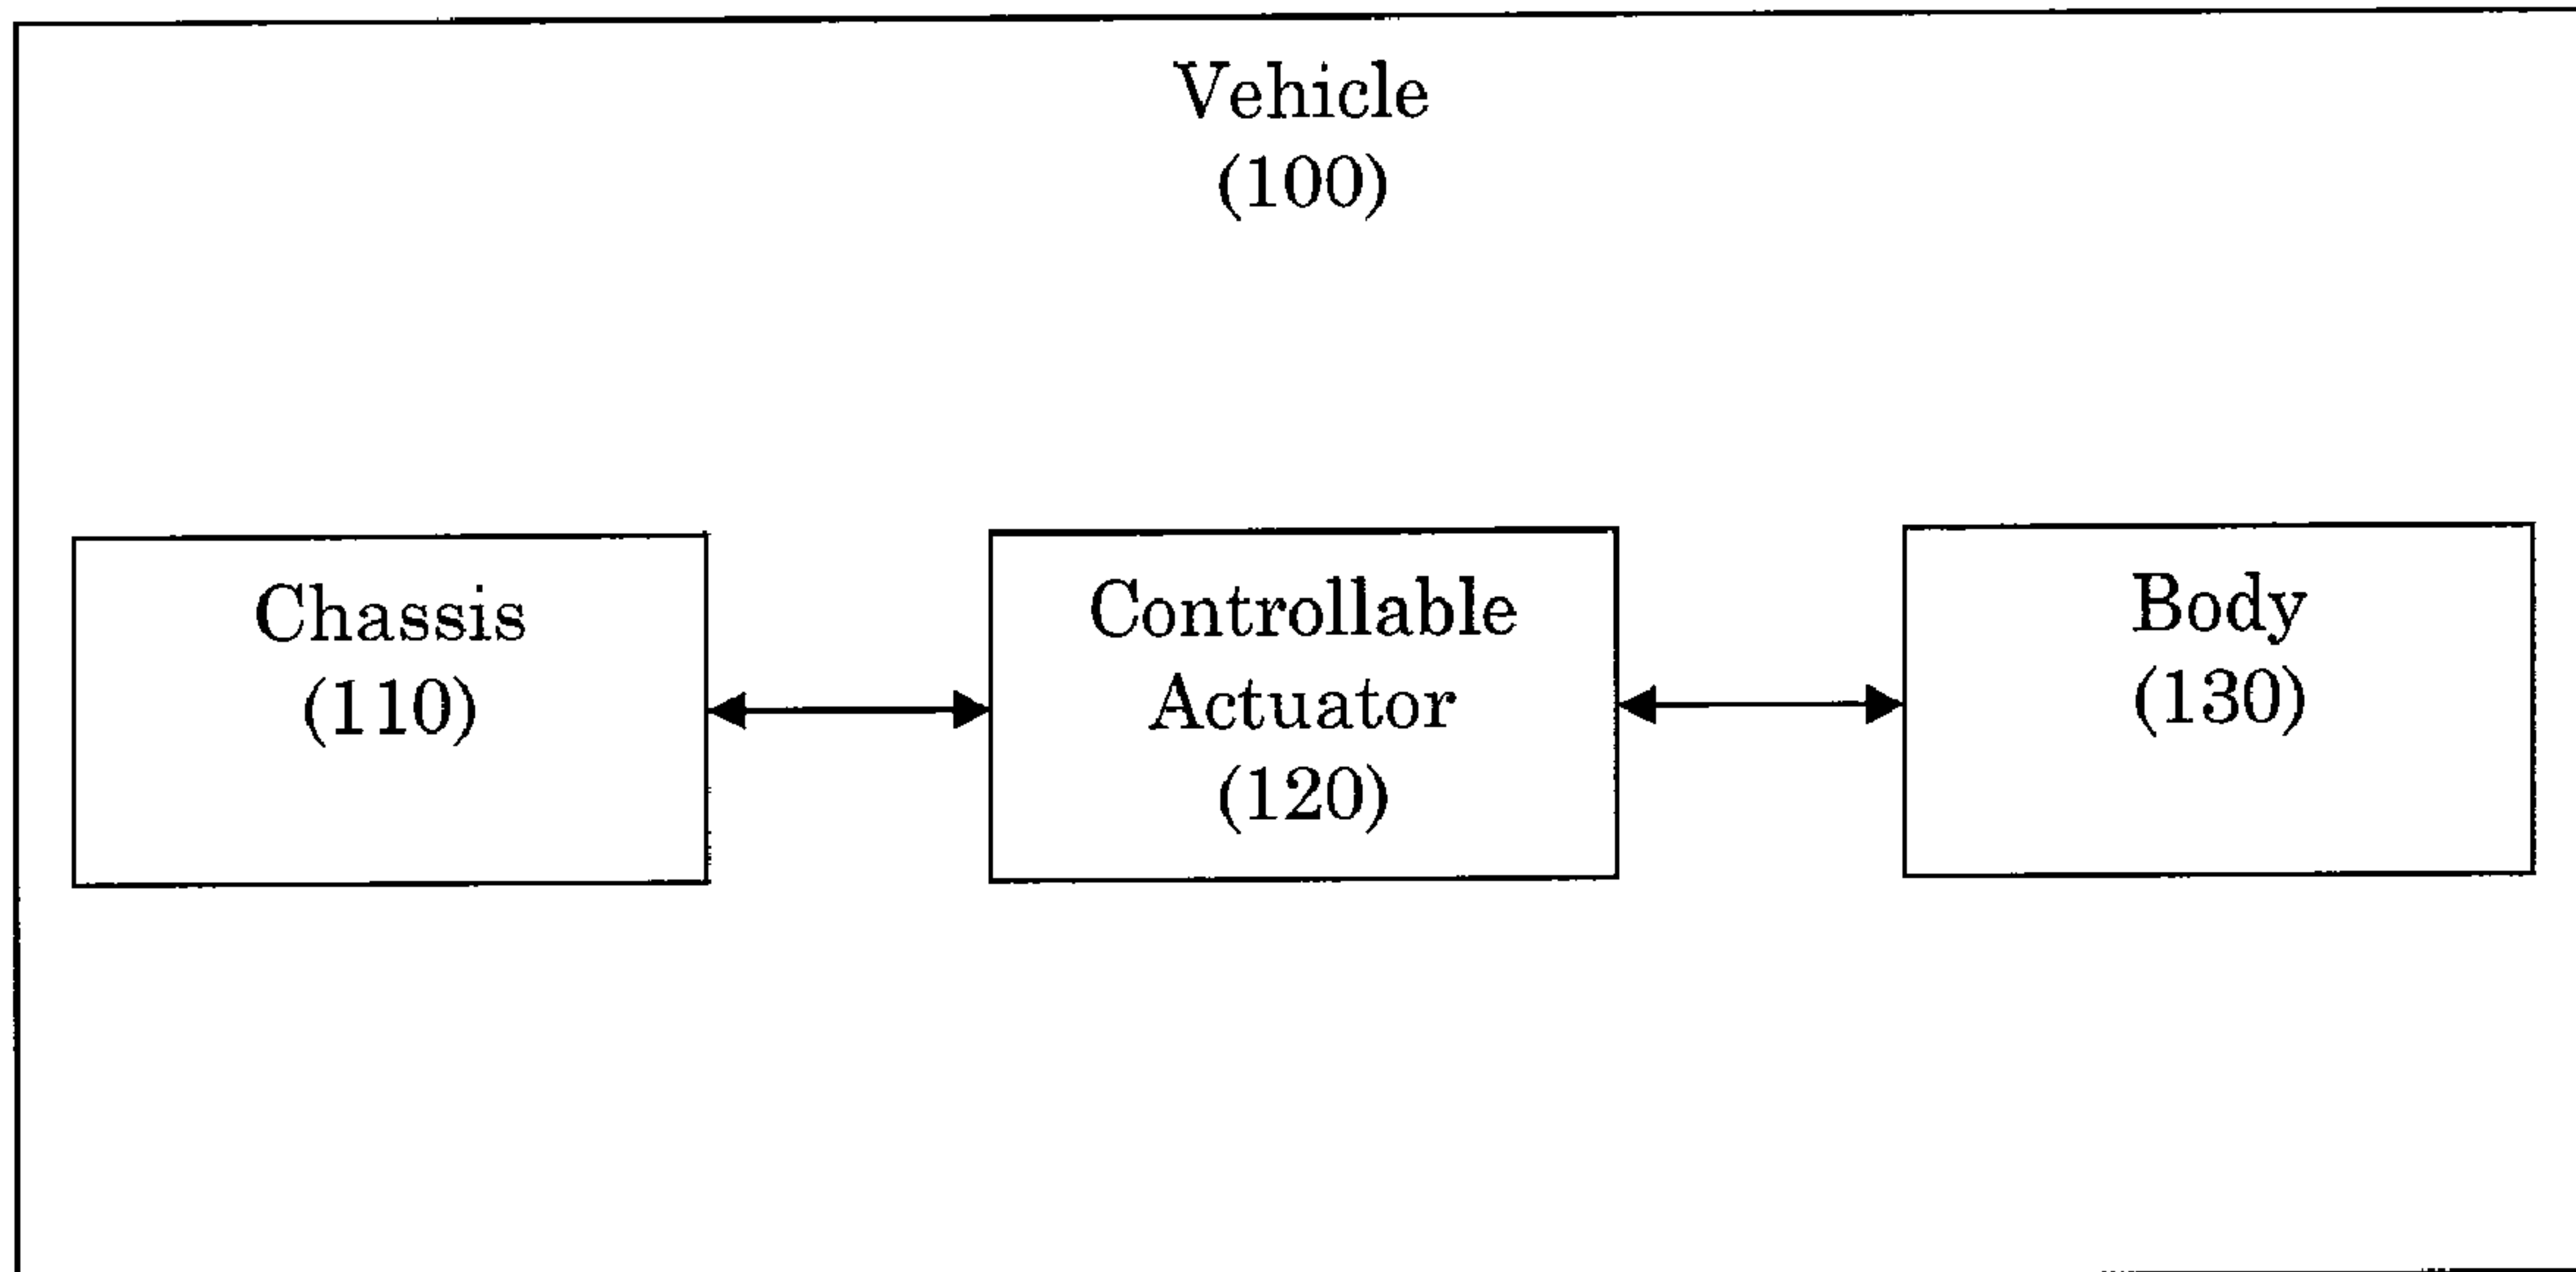 Vehicle
(100)
Chassis
(110)
Controllable
Actuator
(120)
Body
(130)